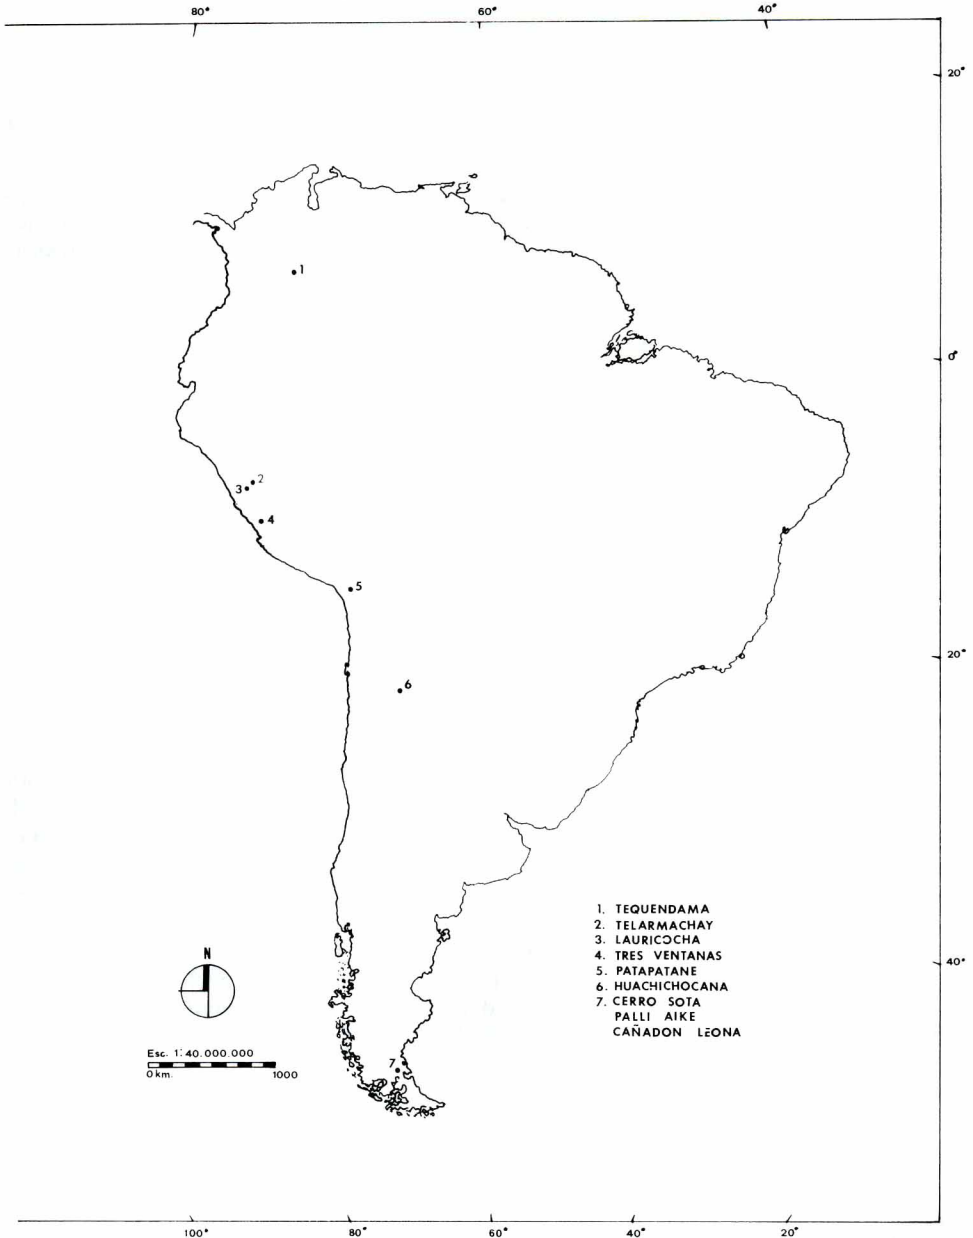 80° 60° 40°
20°
1
0°
2
3
4
5
20°
6
1. TEQUENDAMA
2. TELARMACHAY
3. LAURICOCHA
4. TRES VENTANAS
5. PATAPATANE
6. HUACHICHOCANA
7. CERRO SOTA
PALLI AIKE
CAÑADON LEONA
40°
N
Esc. 1:40.000.000
0 km. 1000
7
100° 80° 60° 40° 20°